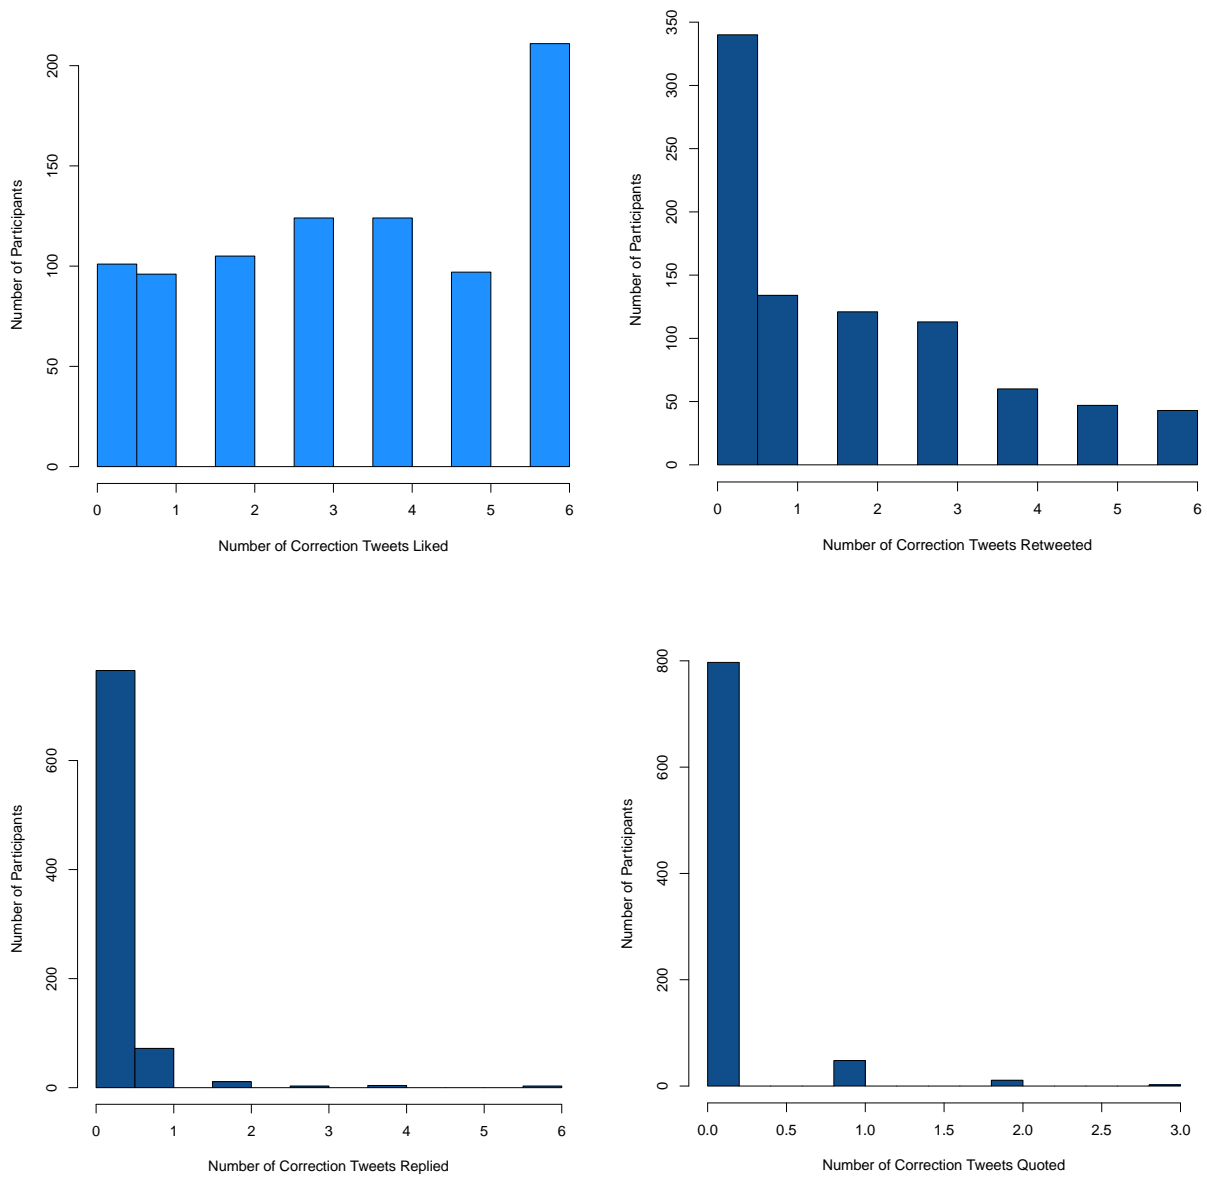 Number of Participants
0
50
100
150
200
0 1 2 3 4 5 6
Number of Correction Tweets Liked
Number of Participants
0
50
100
150
200
250
300
350
0 1 2 3 4 5 6
Number of Correction Tweets Retweeted
Number of Participants
0
200
400
600
0 1 2 3 4 5 6
Number of Correction Tweets Replied
Number of Participants
0
200
400
600
800
0.0 0.5 1.0 1.5 2.0 2.5 3.0
Number of Correction Tweets Quoted